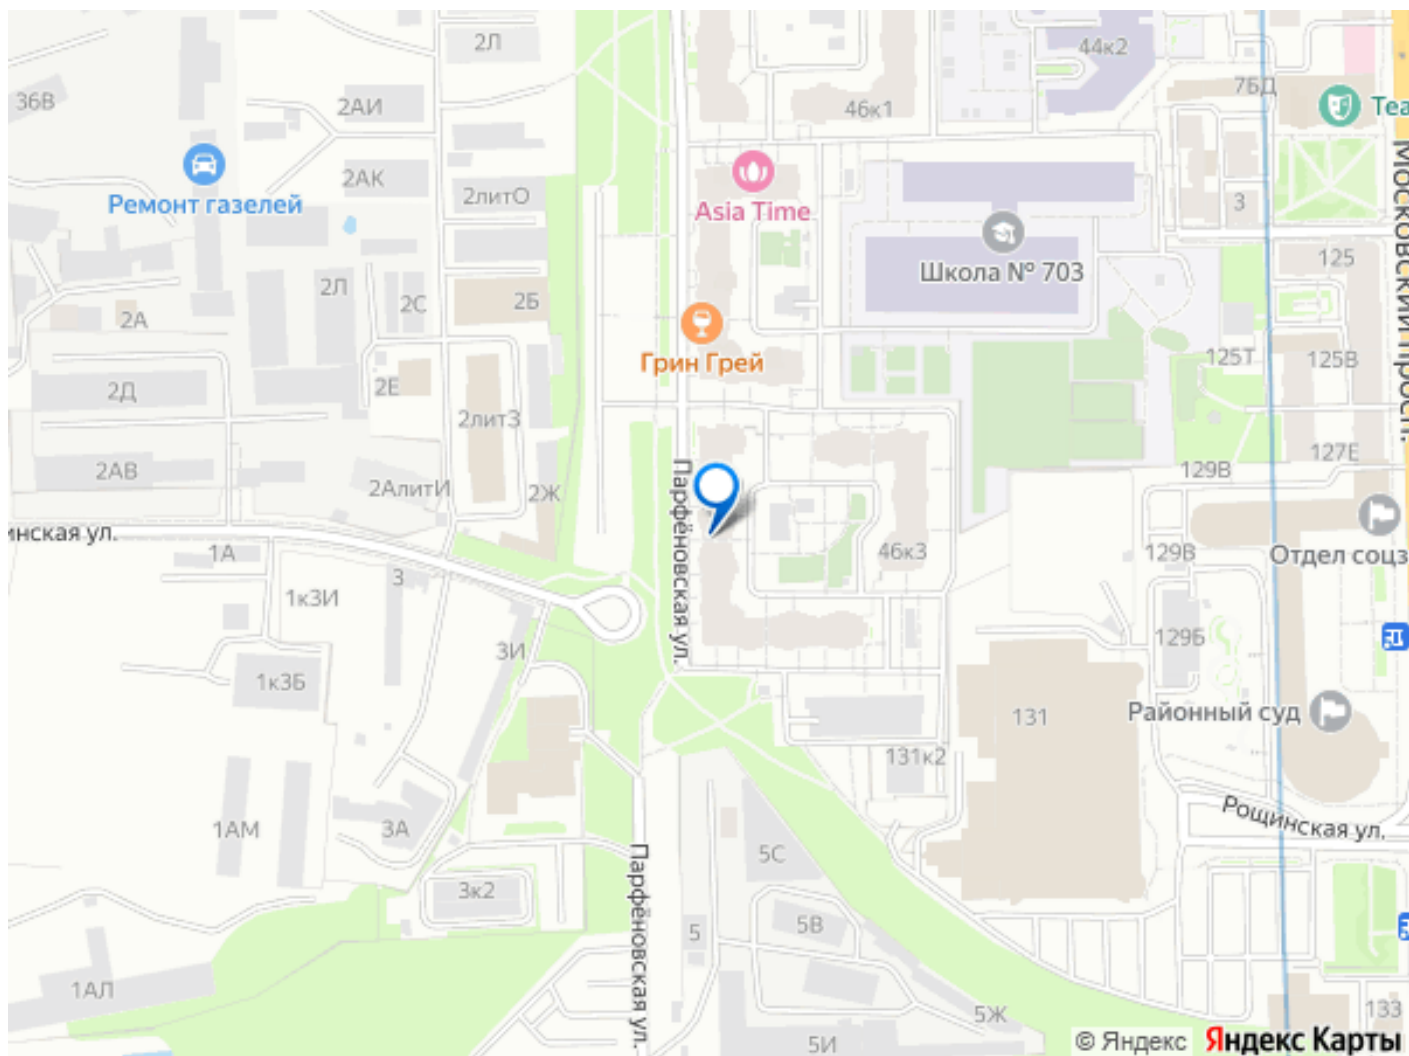 2Л
44к2
36В
2АИ
46к1
7БД
Теа
2АК
Ремонт газелей
2литО
Asia Time
3
Школа № 703
125
Московский просп.
2Л
2С
2Б
2А
Грин Грей
125Т
125В
2Е
2Д
2литЗ
127Е
2АВ
2АлитИ
2Ж
129В
Парфёновская ул.
инская ул.
1А
46к3
129В
Отдел соцз
3
1к3И
3И
129Б
1к3Б
131
Районный суд
131к2
1АМ
3А
5С
Рощинская ул.
Парфёновская ул.
3к2
5
5В
1АЛ
5Ж
133
5И
© Яндекс Яндекс Карты